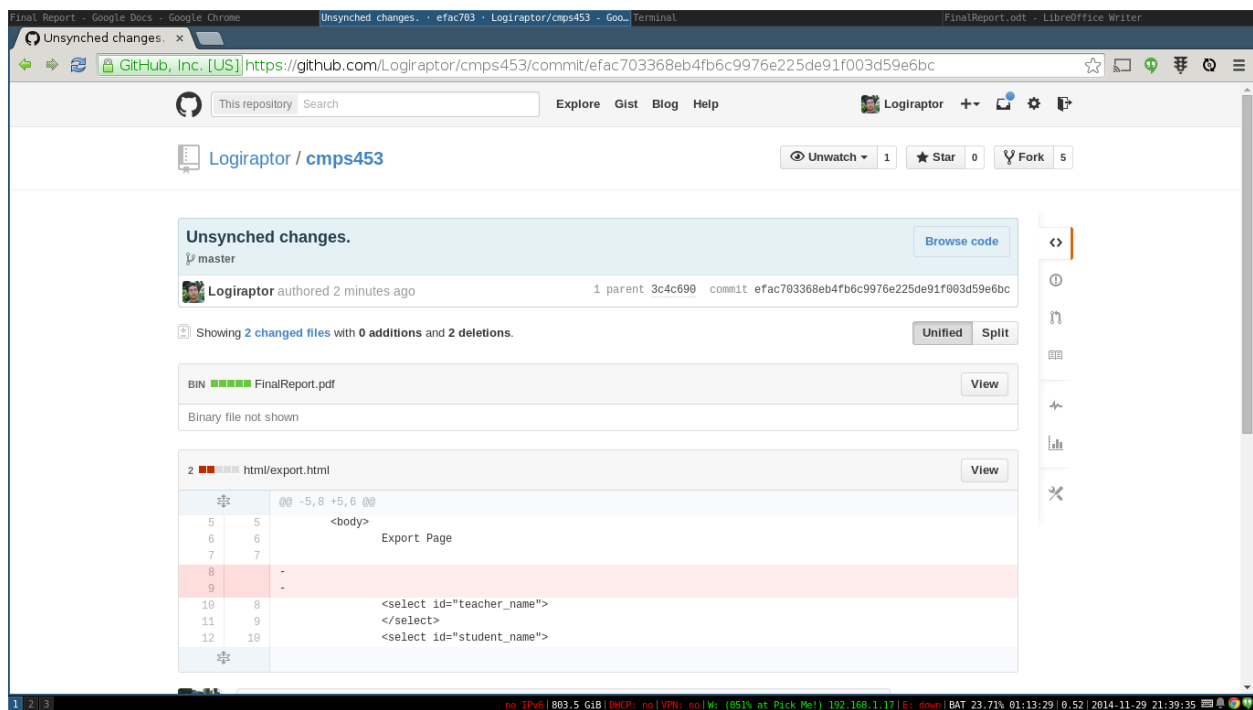 Final Report - Google Docs - Google Chrome
Unsynched changes. · efac703 · Logiraptor/cmps453 - Goo…
Terminal
FinalReport.odt - LibreOffice Writer
Unsynched changes. ×
GitHub, Inc. [US] https://github.com/Logiraptor/cmps453/commit/efac703368eb4fb6c9976e225de91f003d59e6bc
This repository Search
Explore Gist Blog Help
Logiraptor
Logiraptor / cmps453
Unwatch 1
Star 0
Fork 5
Unsynched changes.
Browse code
master
Logiraptor authored 2 minutes ago
1 parent 3c4c690 commit efac703368eb4fb6c9976e225de91f003d59e6bc
Showing 2 changed files with 0 additions and 2 deletions.
Unified Split
BIN FinalReport.pdf
View
Binary file not shown
2 html/export.html
View
@@ -5,8 +5,6 @@
5 5 <body>
6 6 Export Page
7 7
8 -
9 -
10 8 <select id="teacher_name">
11 9 </select>
12 10 <select id="student_name">
1 2 3
no IPv6|803.5 GiB|DHCP: no|VPN: no|W: (051% at Pick Me!) 192.168.1.17|E: down|BAT 23.71% 01:13:29|0.52|2014-11-29 21:39:35